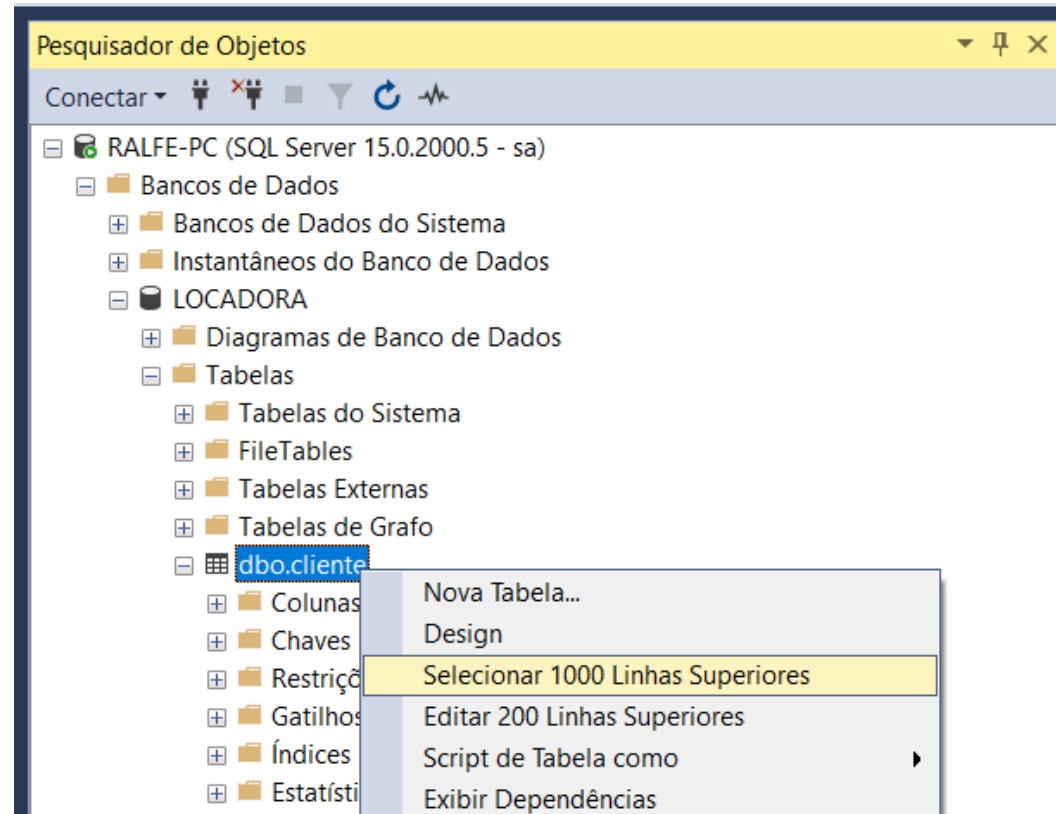 Pesquisador de Objetos
Conectar
RALFE-PC (SQL Server 15.0.2000.5 - sa)
Bancos de Dados
Bancos de Dados do Sistema
Instantâneos do Banco de Dados
LOCADORA
Diagramas de Banco de Dados
Tabelas
Tabelas do Sistema
FileTables
Tabelas Externas
Tabelas de Grafo
dbo.cliente
Colunas
Chaves
Restriçõ
Gatilhos
Índices
Estatísti
Nova Tabela...
Design
Selecionar 1000 Linhas Superiores
Editar 200 Linhas Superiores
Script de Tabela como
Exibir Dependências